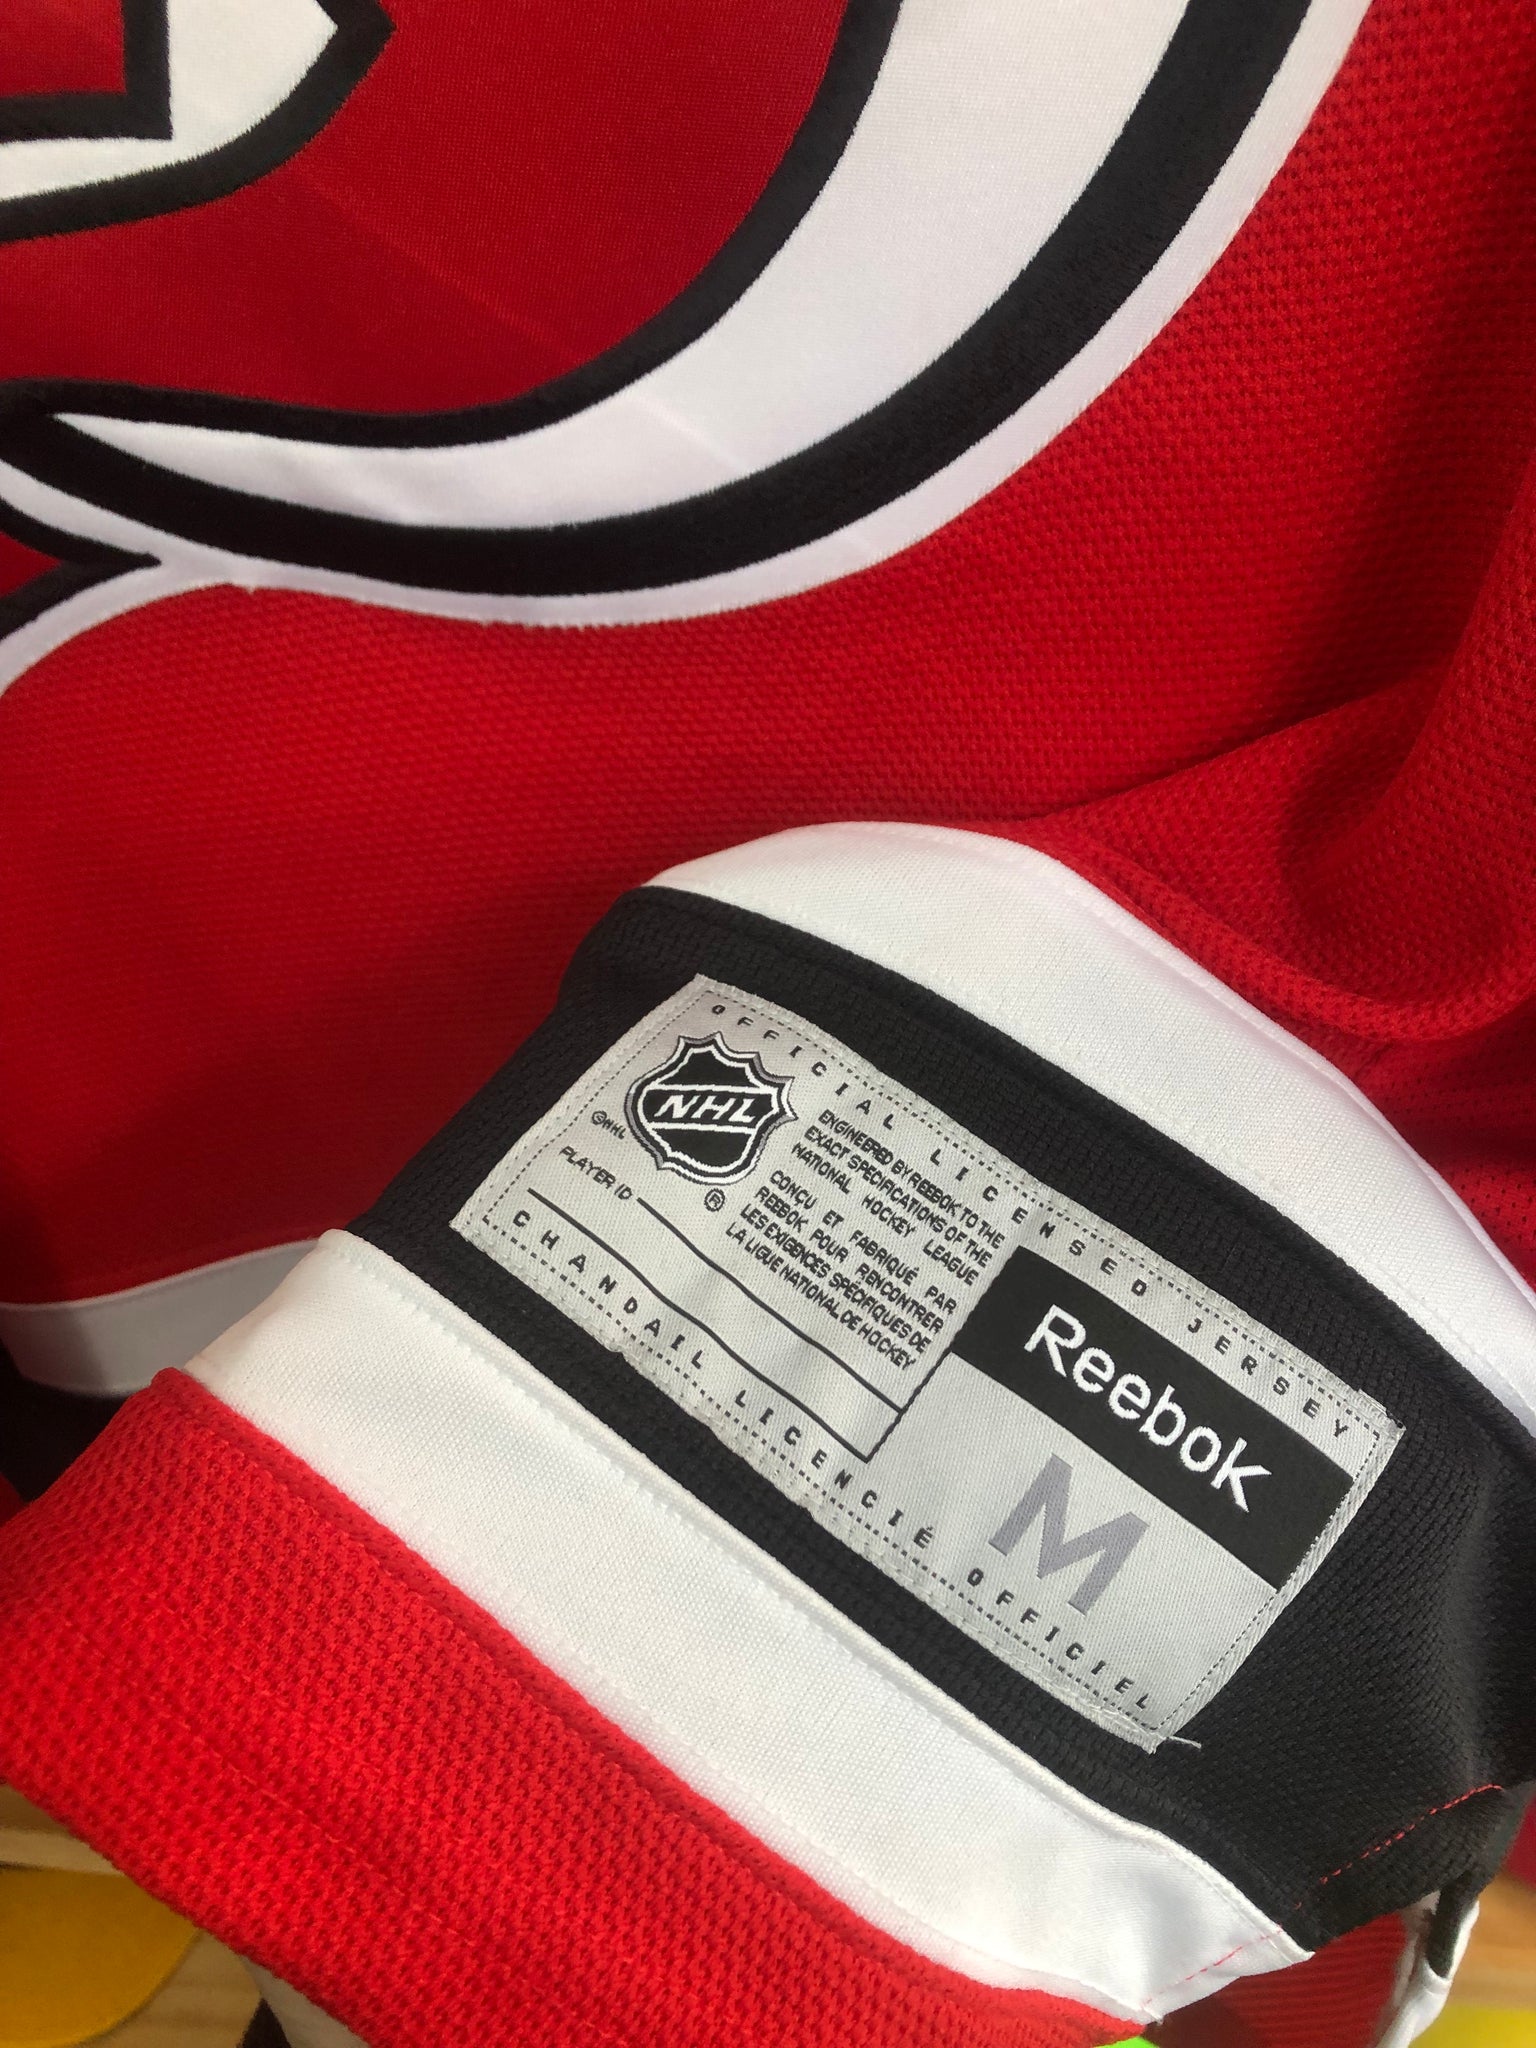 OFFICIAL LICENSED JERSEY
NHL
®
©NHL
PLAYER ID
ENGINEERED BY REEBOK TO THE
EXACT SPECIFICATIONS OF THE
NATIONAL HOCKEY LEAGUE
CONÇU ET FABRIQUÉ PAR
REEBOK POUR RENCONTRER
LES EXIGENCES SPÉCIFIQUES DE
LA LIGUE NATIONAL DE HOCKEY
Reebok
M
CHANDAIL LICENCIÉ OFFICIEL